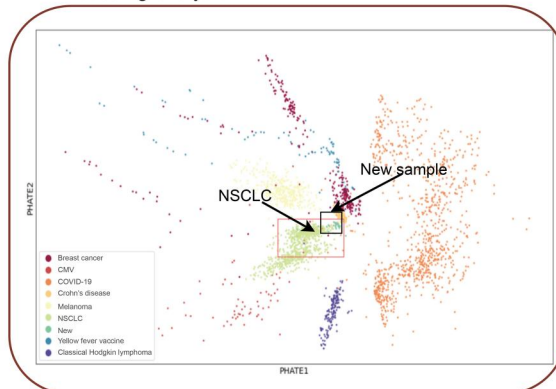 New sample
NSCLC
PHATE2
Breast cancer
CMV
COVID-19
Crohn's disease
Melanoma
NSCLC
New
Yellow fever vaccine
Classical Hodgkin lymphoma
PHATE1